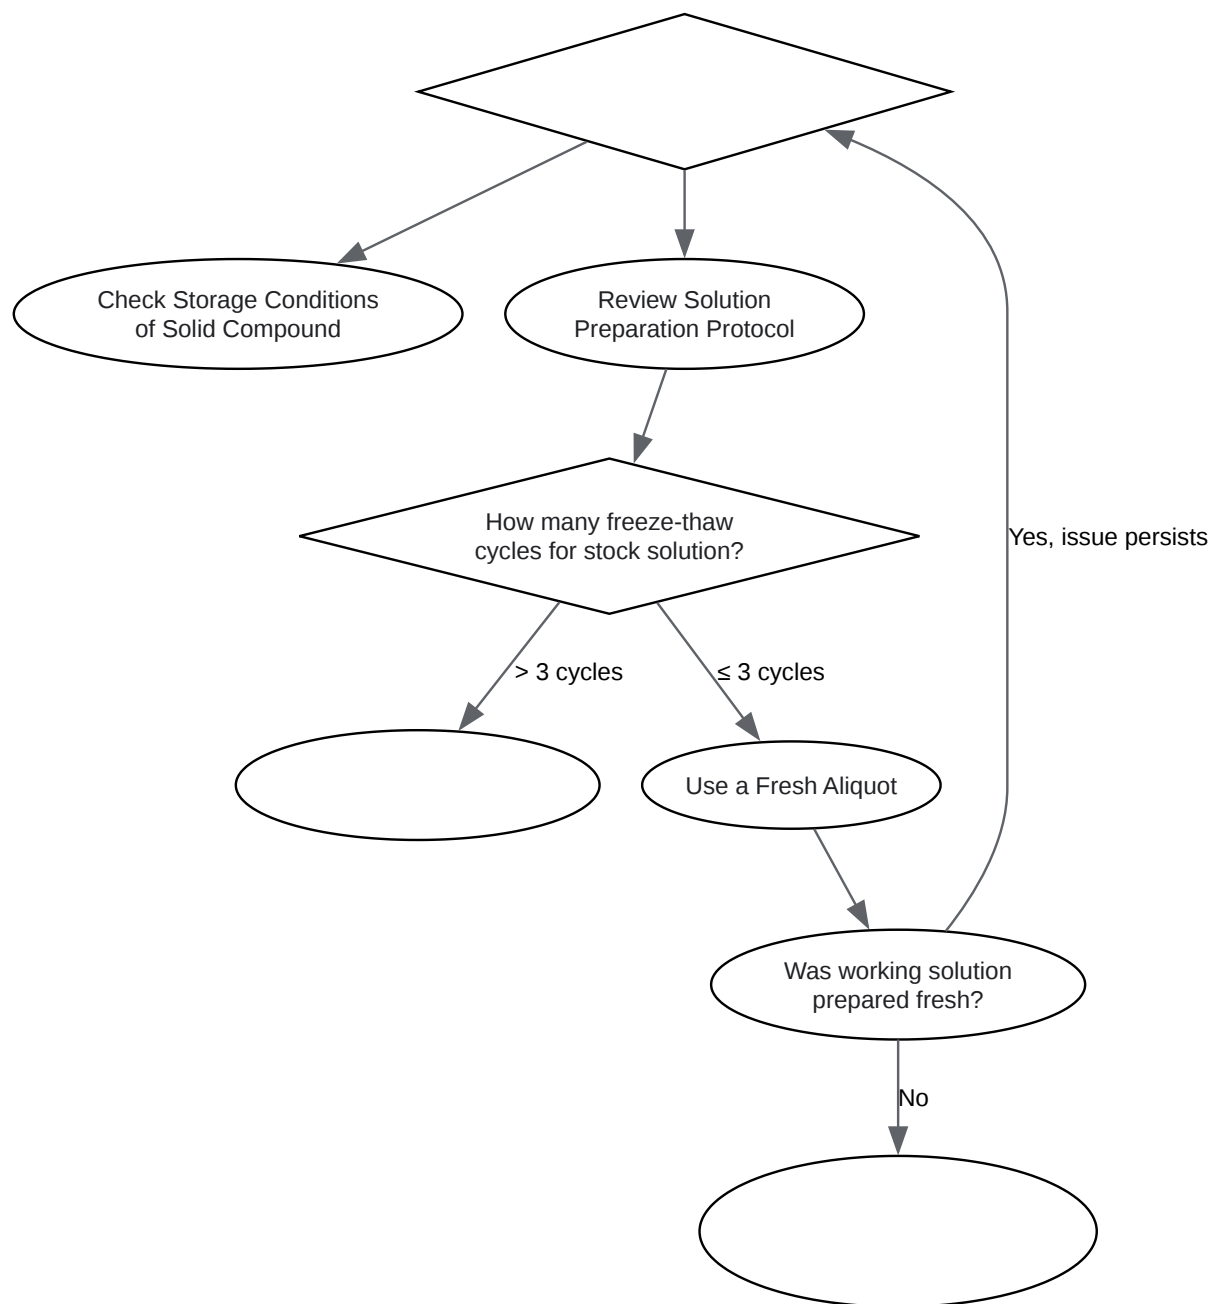 Check Storage Conditions
of Solid Compound
Review Solution
Preparation Protocol
How many freeze-thaw
cycles for stock solution?
Yes, issue persists
> 3 cycles
≤ 3 cycles
Use a Fresh Aliquot
Was working solution
prepared fresh?
No